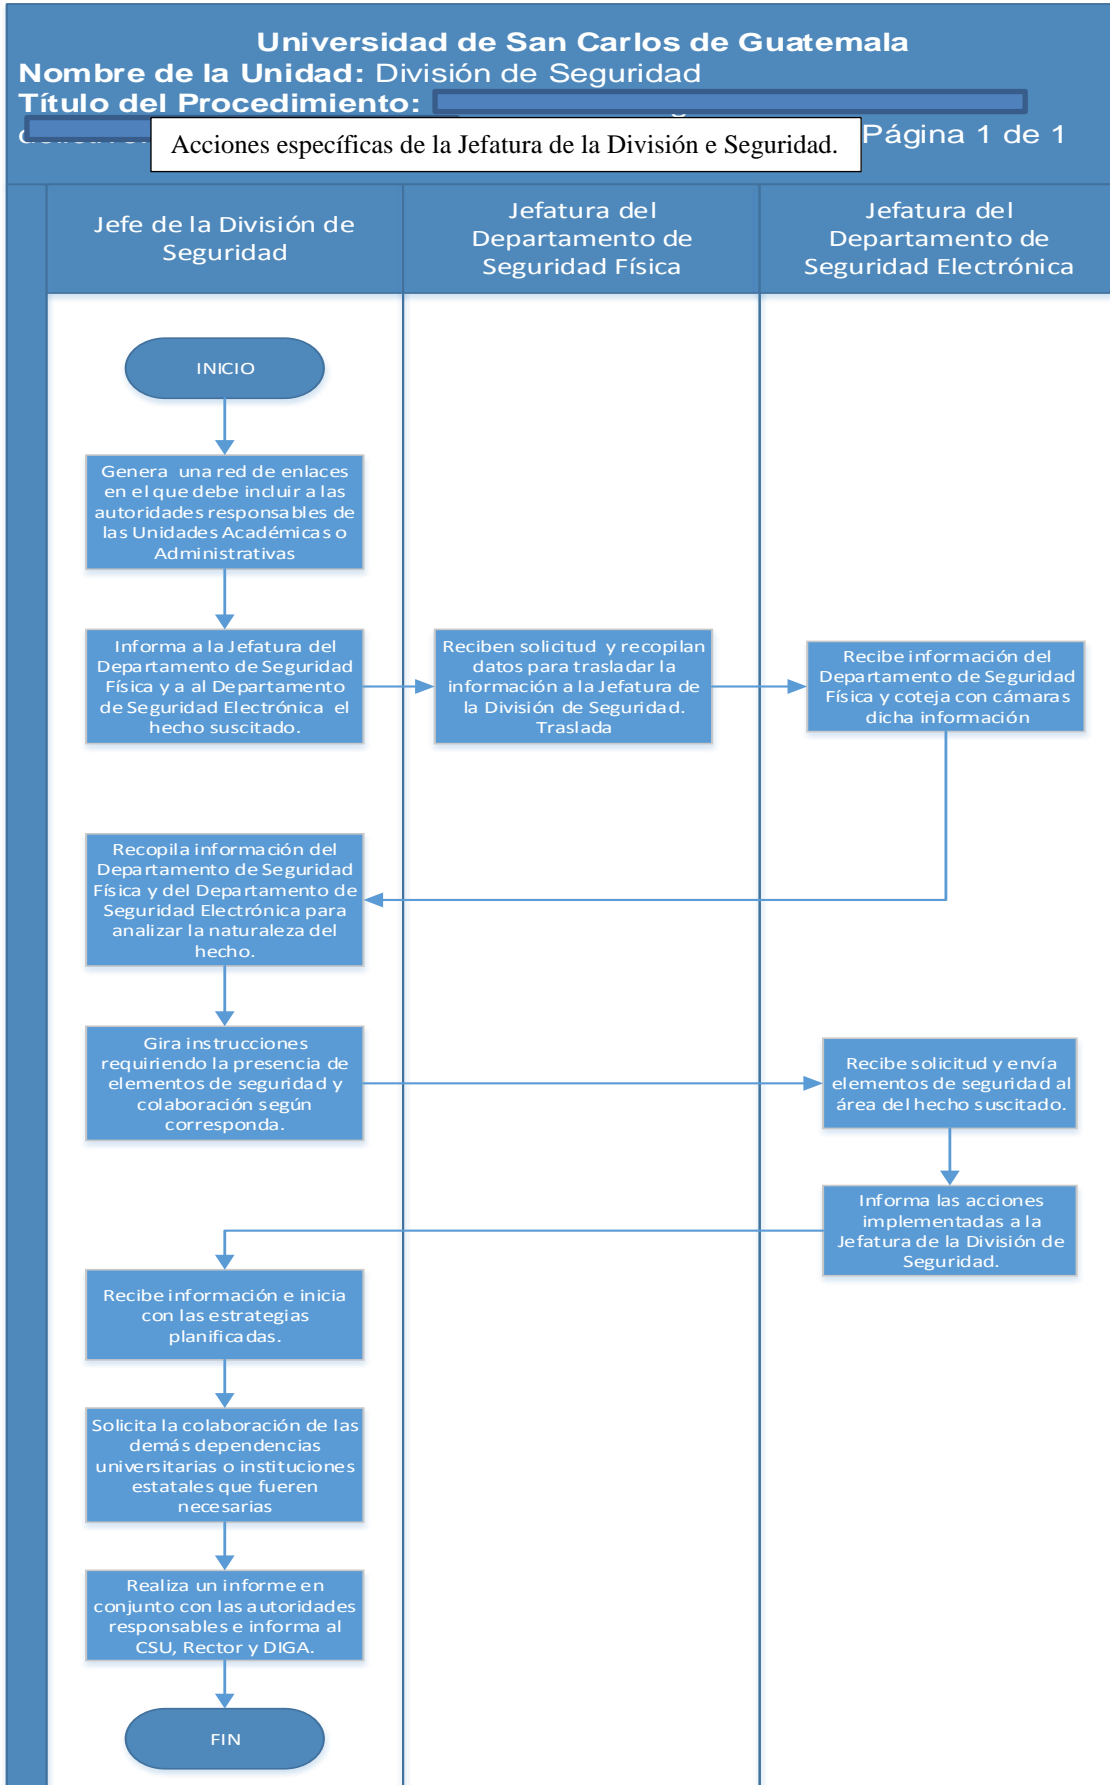 Universidad de San Carlos de Guatemala
Nombre de la Unidad: División de Seguridad
Título del Procedimiento:
Acciones específicas de la Jefatura de la División e Seguridad.
Página 1 de 1
Jefe de la División de
Seguridad
Jefatura del
Departamento de
Seguridad Física
Jefatura del
Departamento de
Seguridad Electrónica
INICIO
Genera una red de enlaces
en el que debe incluir a las
autoridades responsables de
las Unidades Académicas o
Administrativas
Informa a la Jefatura del
Departamento de Seguridad
Física y a al Departamento
de Seguridad Electrónica el
hecho suscitado.
Reciben solicitud y recopilan
datos para trasladar la
información a la Jefatura de
la División de Seguridad.
Traslada
Recibe información del
Departamento de Seguridad
Física y coteja con cámaras
dicha información
Recopila información del
Departamento de Seguridad
Física y del Departamento de
Seguridad Electrónica para
analizar la naturaleza del
hecho.
Gira instrucciones
requiriendo la presencia de
elementos de seguridad y
colaboración según
corresponda.
Recibe solicitud y envía
elementos de seguridad al
área del hecho suscitado.
Informa las acciones
implementadas a la
Jefatura de la División de
Seguridad.
Recibe información e inicia
con las estrategias
planificadas.
Solicita la colaboración de las
demás dependencias
universitarias o instituciones
estatales que fueren
necesarias
Realiza un informe en
conjunto con las autoridades
responsables e informa al
CSU, Rector y DIGA.
FIN